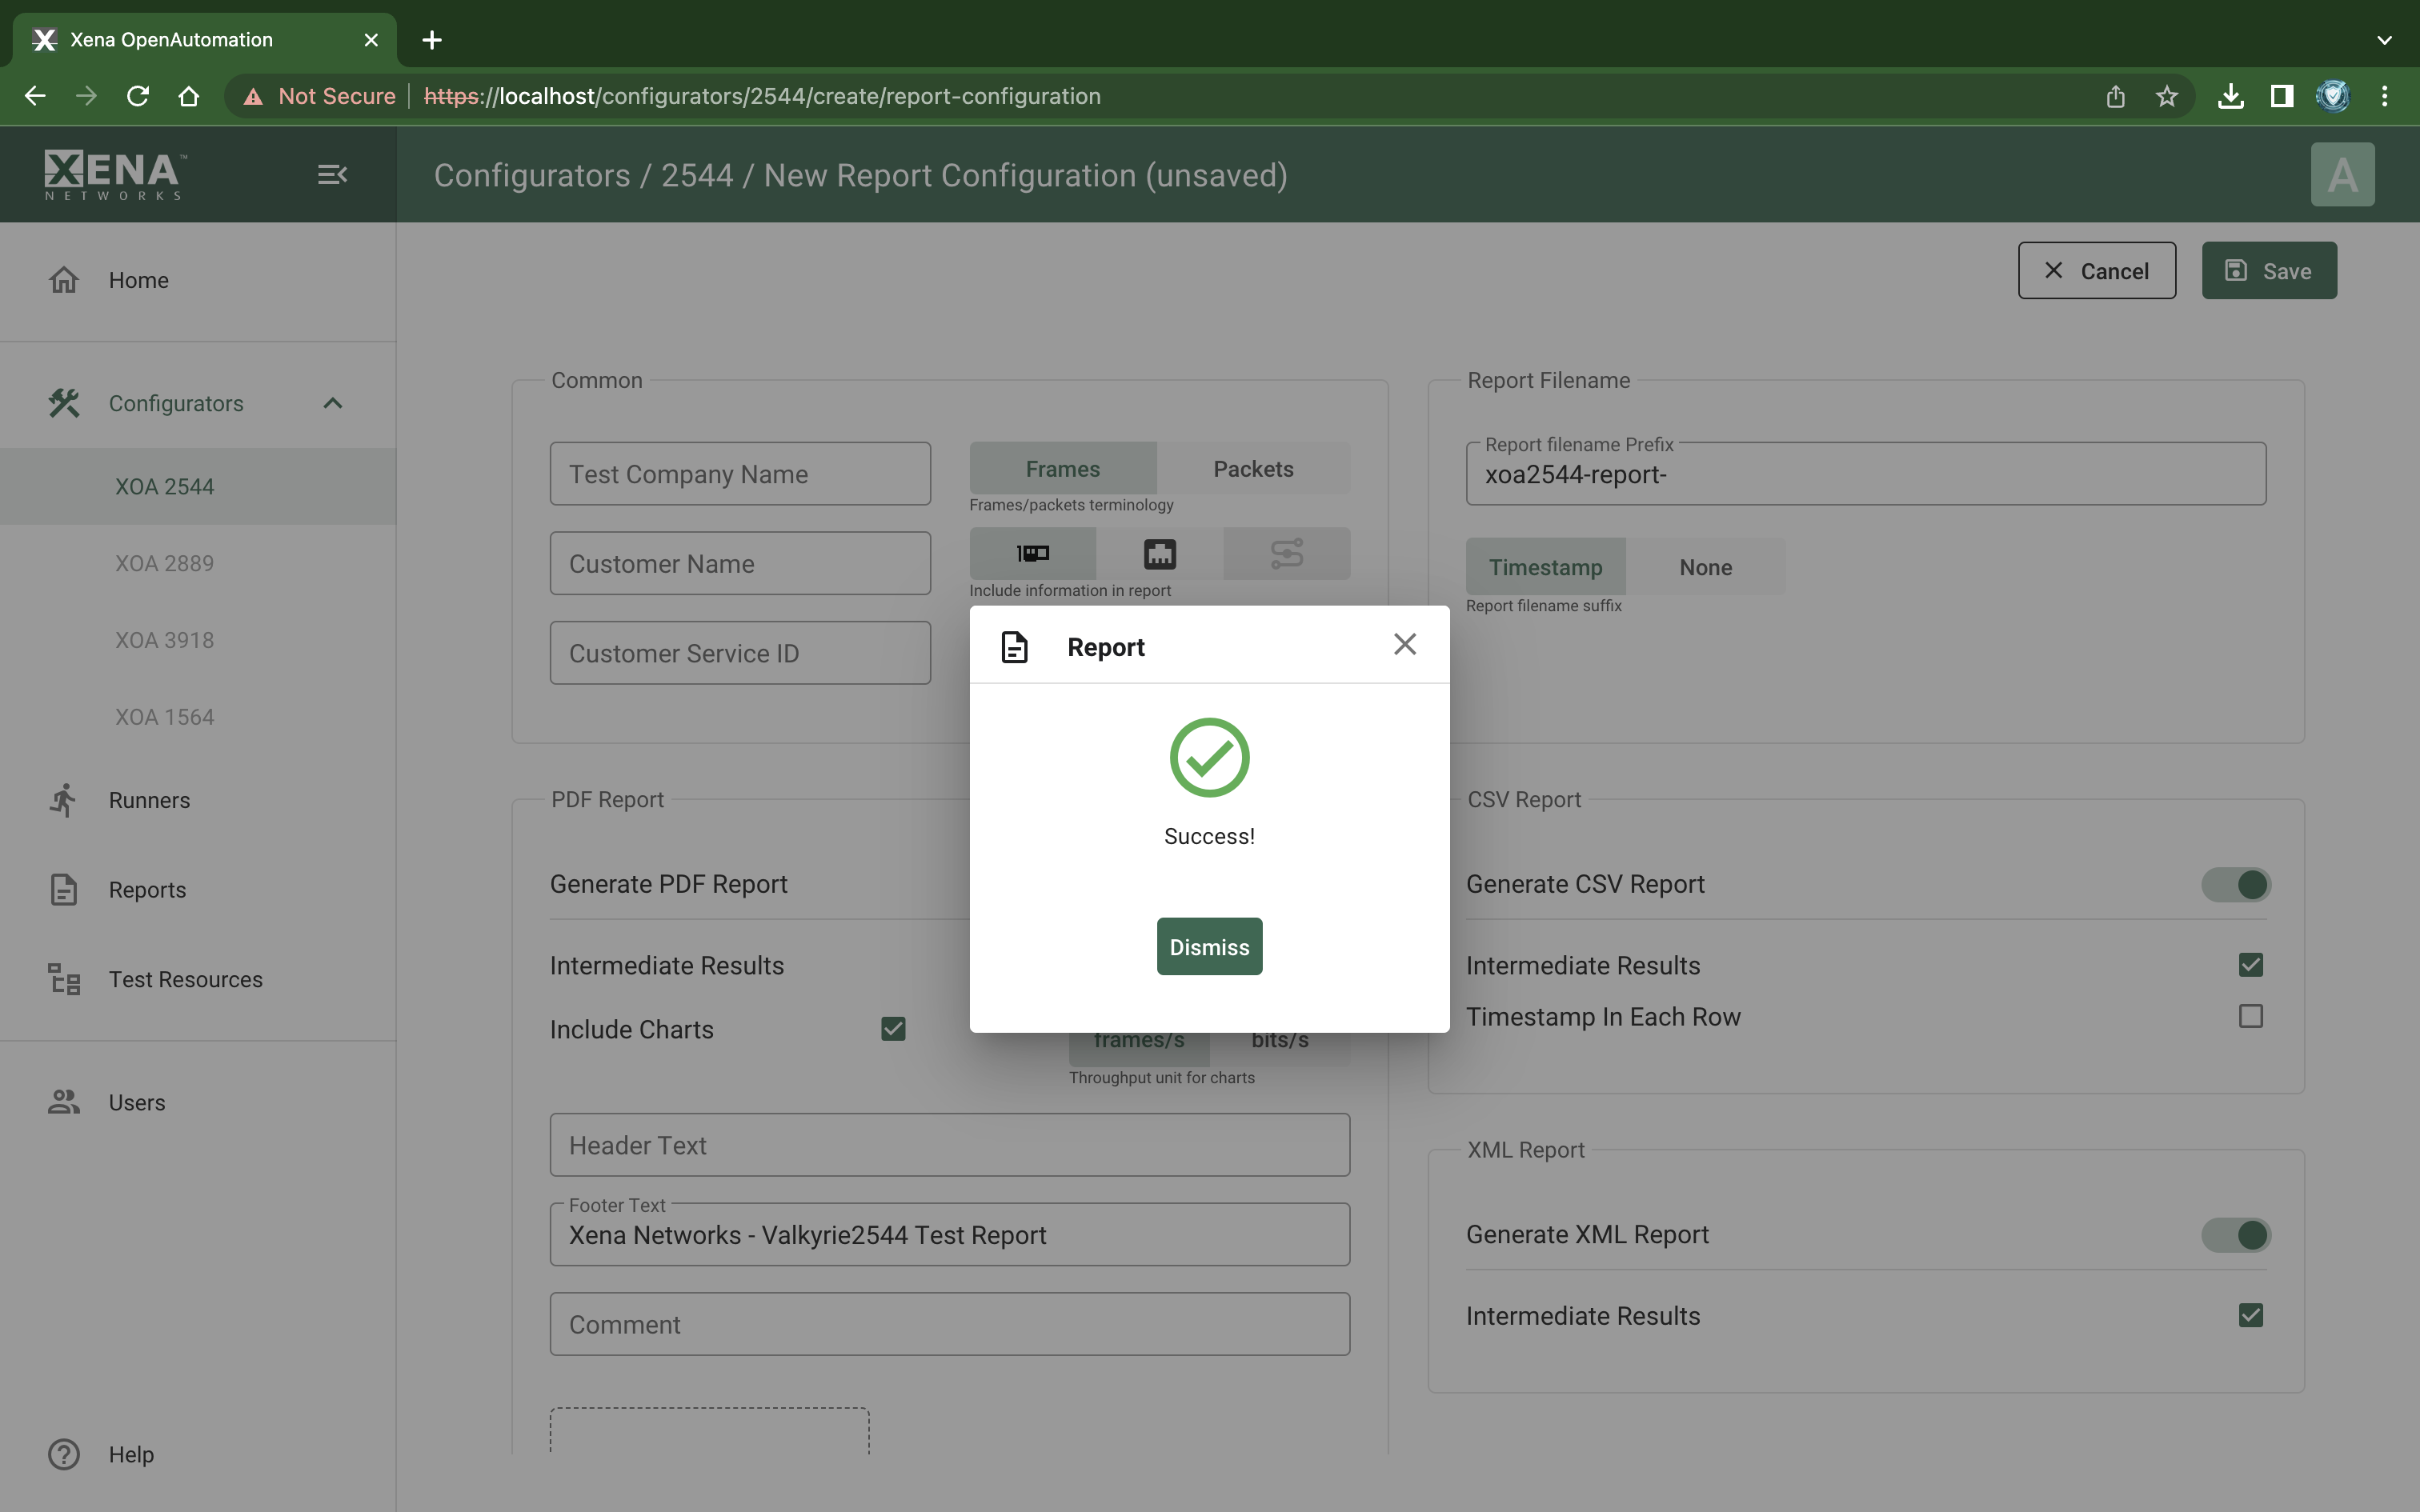 Xena OpenAutomation
Not Secure
https://localhost/configurators/2544/create/report-configuration
XENA™
NETWORKS
Configurators / 2544 / New Report Configuration (unsaved)
A
Home
Cancel
Save
Configurators
XOA 2544
XOA 2889
XOA 3918
XOA 1564
Runners
Reports
Test Resources
Users
Help
Common
Test Company Name
Customer Name
Customer Service ID
Frames
Packets
Frames/packets terminology
Include information in report
Report Filename
Report filename Prefix
xoa2544-report-
Timestamp
None
Report filename suffix
Report
Success!
Dismiss
PDF Report
Generate PDF Report
Intermediate Results
Include Charts
frames/s
bits/s
Throughput unit for charts
Header Text
Footer Text
Xena Networks - Valkyrie2544 Test Report
Comment
CSV Report
Generate CSV Report
Intermediate Results
Timestamp In Each Row
XML Report
Generate XML Report
Intermediate Results